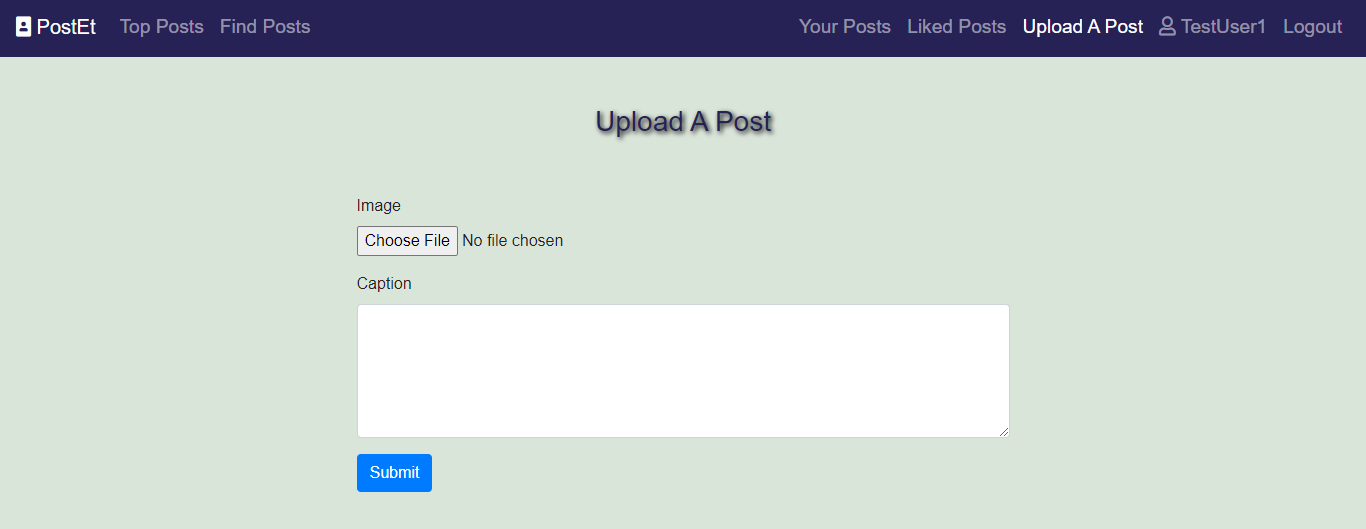 PostEt Top Posts Find Posts Your Posts Liked Posts Upload A Post TestUser1 Logout
Upload A Post
Image
Choose File No file chosen
Caption
Submit